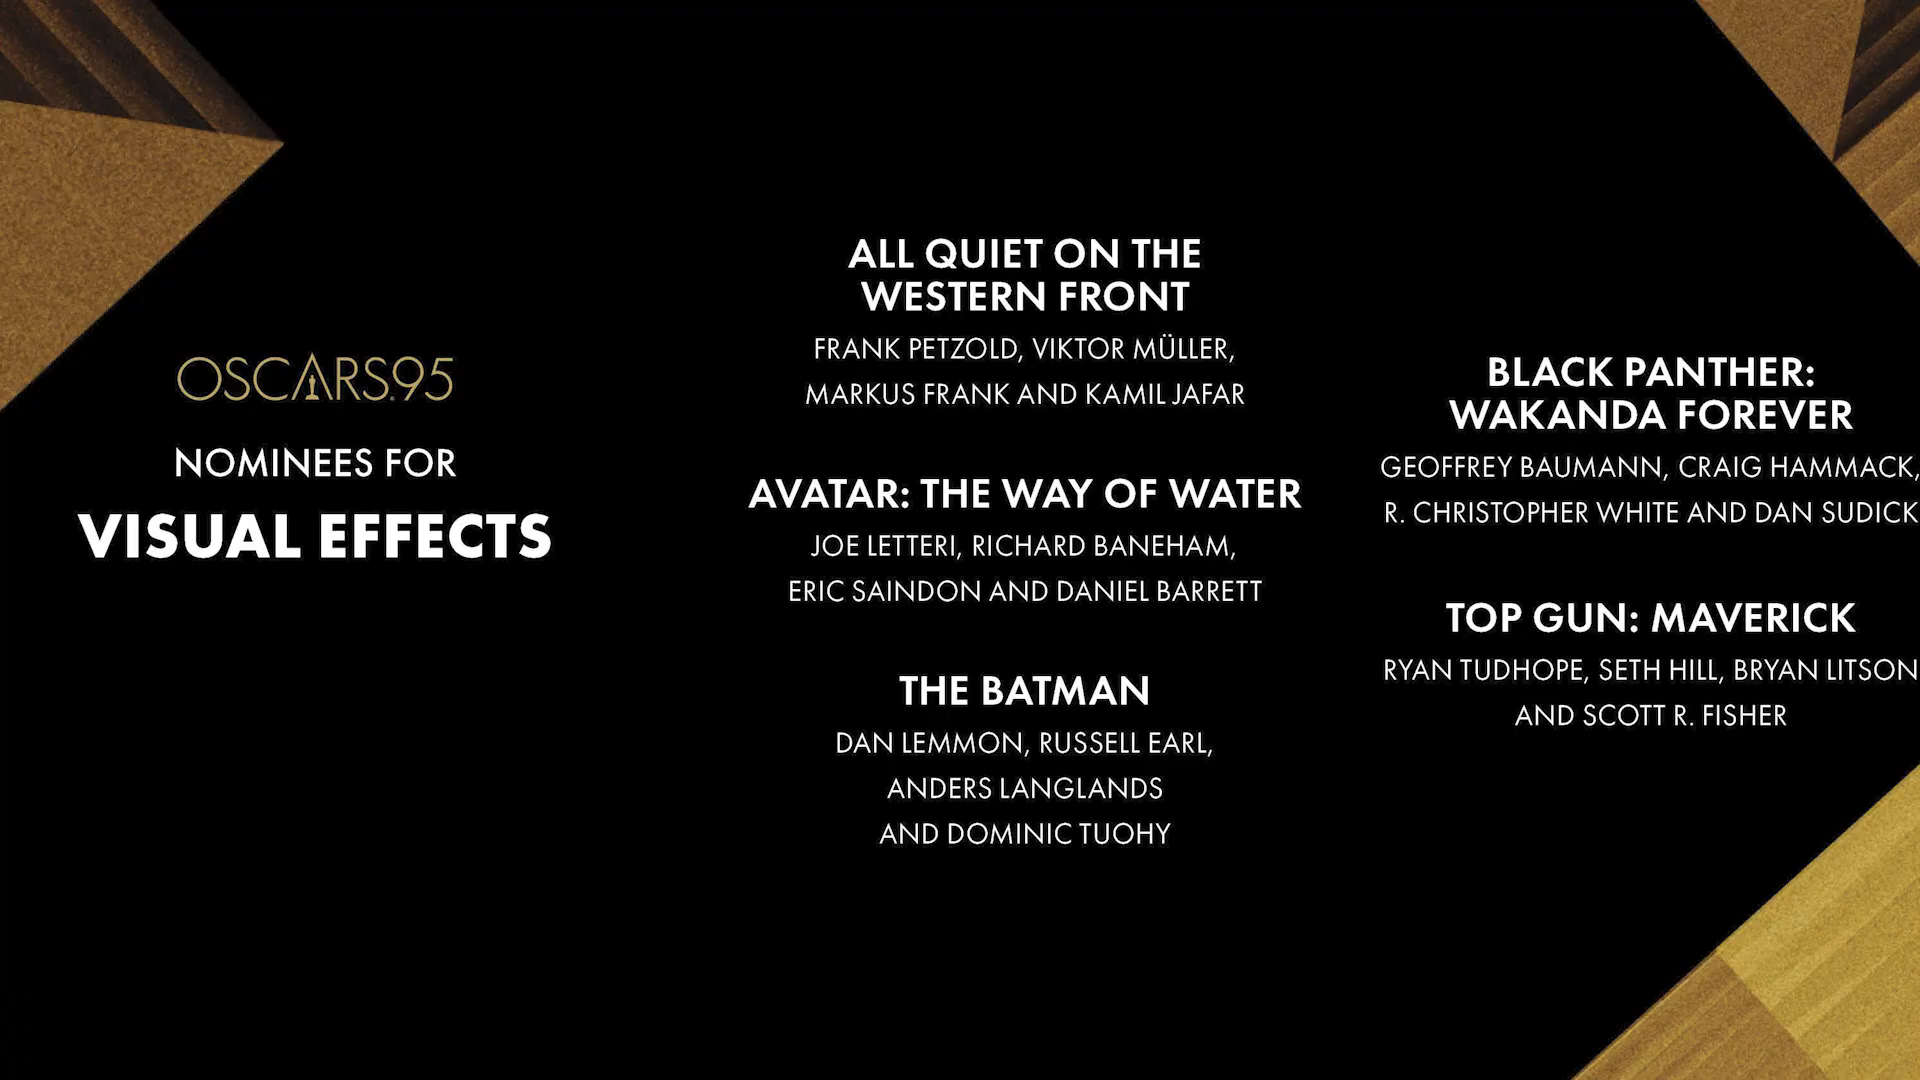 OSCARS.95
NOMINEES FOR
VISUAL EFFECTS
ALL QUIET ON THE
WESTERN FRONT
FRANK PETZOLD, VIKTOR MÜLLER,
MARKUS FRANK AND KAMIL JAFAR
AVATAR: THE WAY OF WATER
JOE LETTERI, RICHARD BANEHAM,
ERIC SAINDON AND DANIEL BARRETT
THE BATMAN
DAN LEMMON, RUSSELL EARL,
ANDERS LANGLANDS
AND DOMINIC TUOHY
BLACK PANTHER:
WAKANDA FOREVER
GEOFFREY BAUMANN, CRAIG HAMMACK,
R. CHRISTOPHER WHITE AND DAN SUDICK
TOP GUN: MAVERICK
RYAN TUDHOPE, SETH HILL, BRYAN LITSON
AND SCOTT R. FISHER